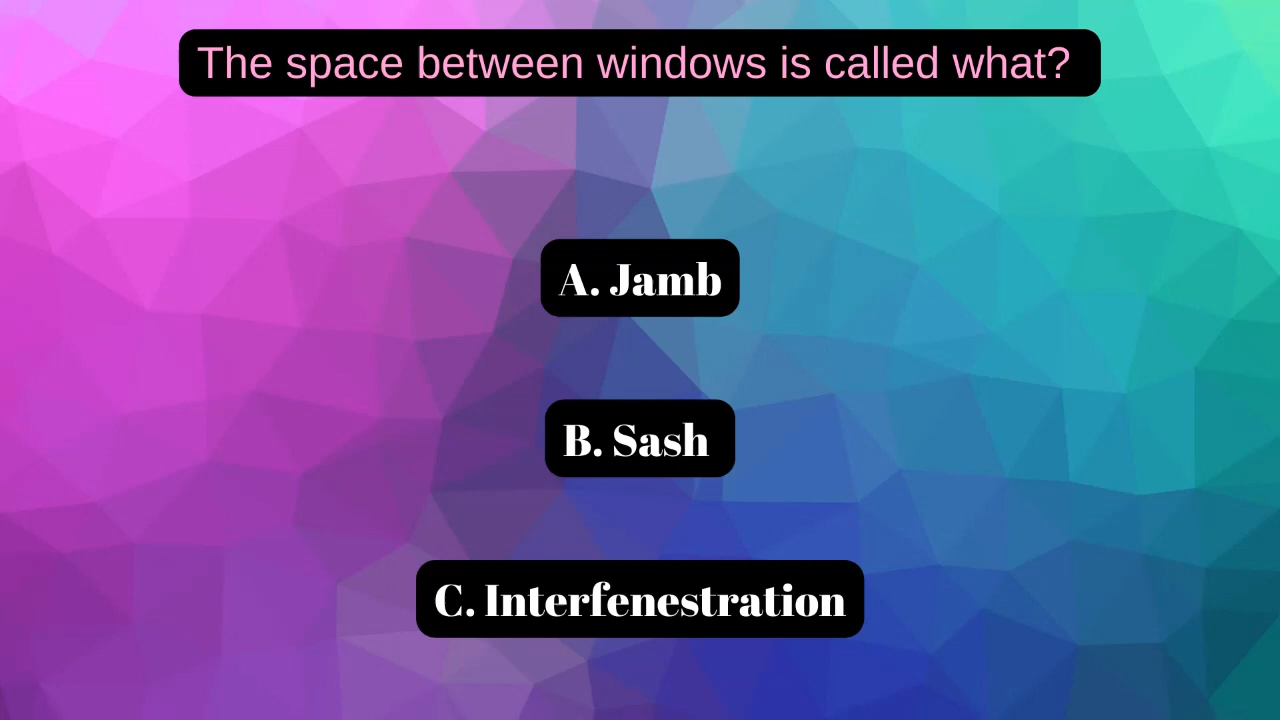 The space between windows is called what?
A. Jamb
B. Sash
C. Interfenestration